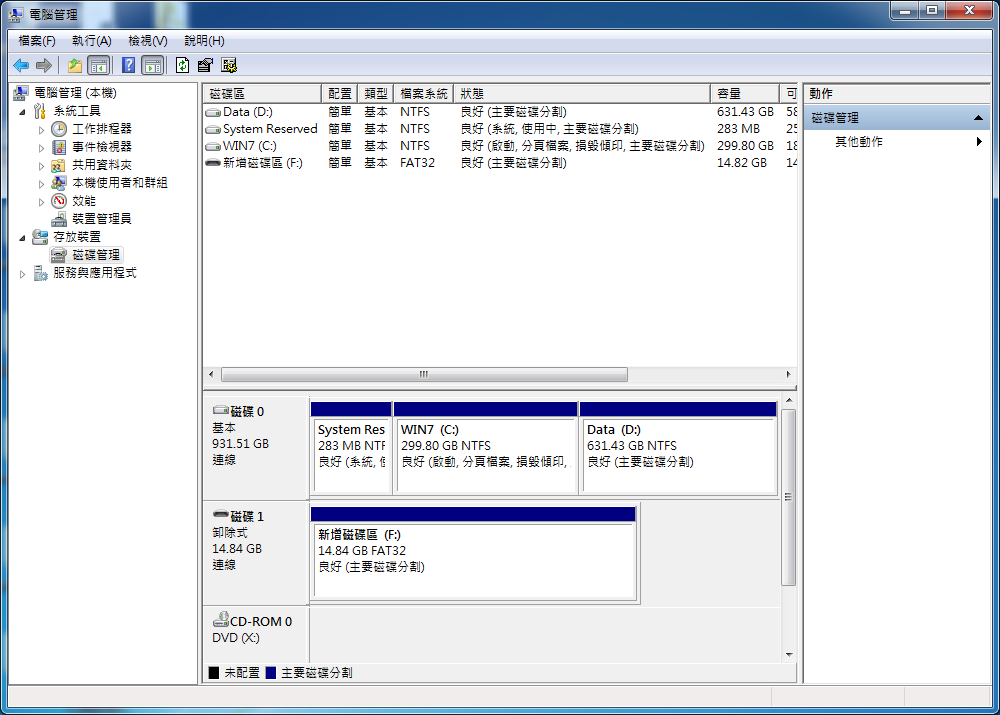 電腦管理
檔案(F) 執行(A) 檢視(V) 說明(H)
電腦管理 (本機)
系統工具
工作排程器
事件檢視器
共用資料夾
本機使用者和群組
效能
裝置管理員
存放裝置
磁碟管理
服務與應用程式
磁碟區 配置 類型 檔案系統 狀態 容量 可
Data (D:) 簡單 基本 NTFS 良好 (主要磁碟分割) 631.43 GB 58
System Reserved 簡單 基本 NTFS 良好 (系統, 使用中, 主要磁碟分割) 283 MB 25
WIN7 (C:) 簡單 基本 NTFS 良好 (啟動, 分頁檔案, 損毀傾印, 主要磁碟分割) 299.80 GB 18
新增磁碟區 (F:) 簡單 基本 FAT32 良好 (主要磁碟分割) 14.82 GB 14
磁碟 0
基本
931.51 GB
連線
System Res
283 MB NTF
良好 (系統, 使
WIN7 (C:)
299.80 GB NTFS
良好 (啟動, 分頁檔案, 損毀傾印,
Data (D:)
631.43 GB NTFS
良好 (主要磁碟分割)
磁碟 1
卸除式
14.84 GB
連線
新增磁碟區 (F:)
14.84 GB FAT32
良好 (主要磁碟分割)
CD-ROM 0
DVD (X:)
未配置 主要磁碟分割
動作
磁碟管理
其他動作